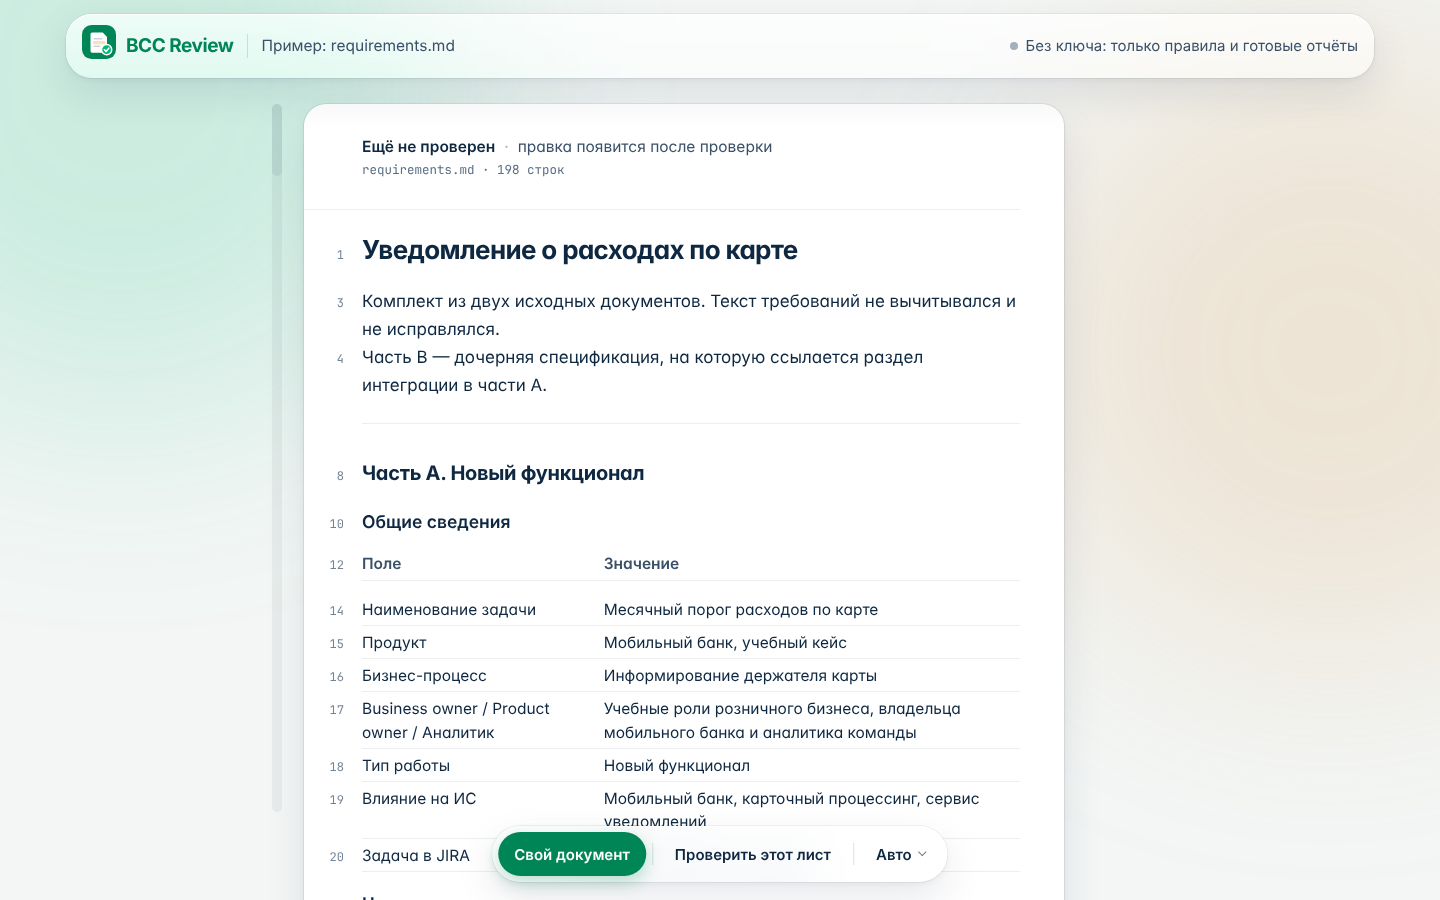 BCC Review
Пример: requirements.md
Без ключа: только правила и готовые отчёты
Ещё не проверен · правка появится после проверки
requirements.md · 198 строк
1 Уведомление о расходах по карте
3 Комплект из двух исходных документов. Текст требований не вычитывался и
не исправлялся.
4 Часть B — дочерняя спецификация, на которую ссылается раздел
интеграции в части A.
8 Часть A. Новый функционал
10 Общие сведения
12 Поле Значение
14 Наименование задачи Месячный порог расходов по карте
15 Продукт Мобильный банк, учебный кейс
16 Бизнес-процесс Информирование держателя карты
17 Business owner / Product Учебные роли розничного бизнеса, владельца
owner / Аналитик мобильного банка и аналитика команды
18 Тип работы Новый функционал
19 Влияние на ИС Мобильный банк, карточный процессинг, сервис
уведомлений
20 Задача в JIRA
Свой документ
Проверить этот лист
Авто